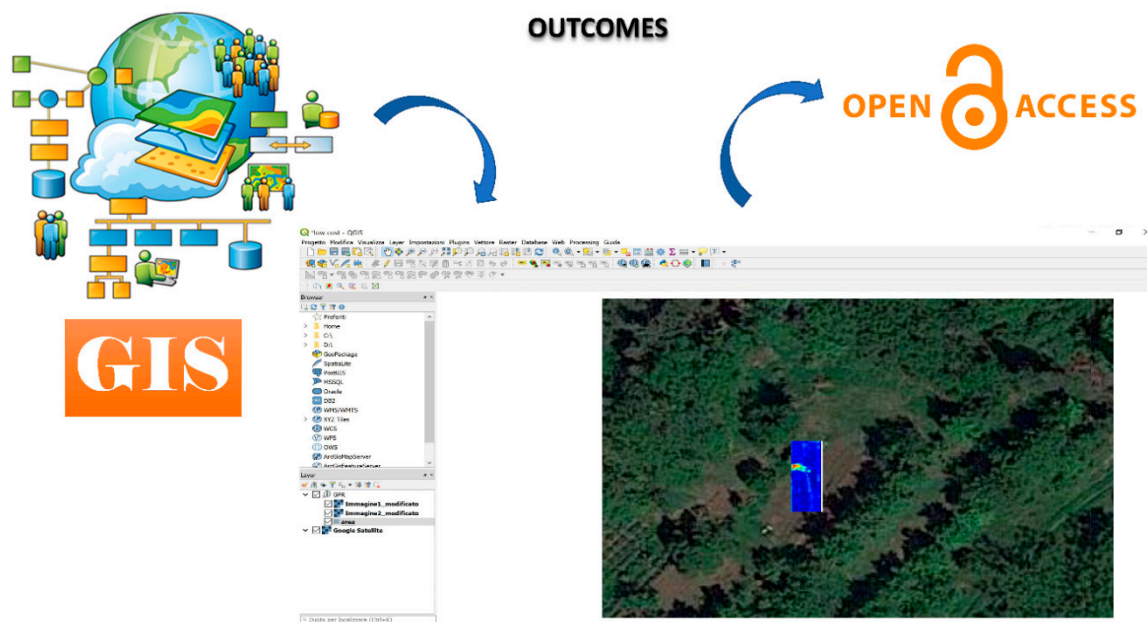 OUTCOMES
OPEN ACCESS
GIS
*low cost - QGIS
Progetto Modifica Visualizza Layer Impostazioni Plugins Vettore Raster Database Web Processing Guida
Browser
Preferiti
Home
C:\
D:\
GeoPackage
SpatiaLite
PostGIS
MSSQL
Oracle
DB2
WMS/WMTS
XYZ Tiles
WCS
WFS
OWS
ArcGisMapServer
ArcGisFeatureServer
Layer
GPR
Immagine1_modificato
Immagine2_modificato
area
Google Satellite
(Ctrl+K)